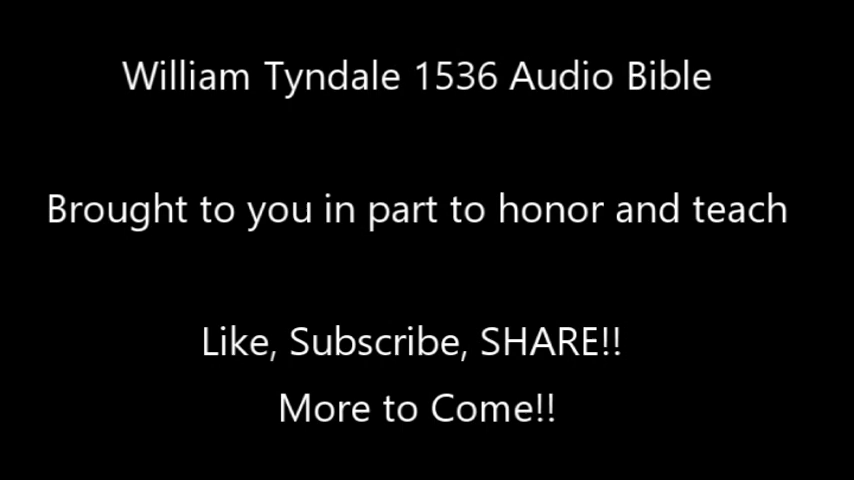 William Tyndale 1536 Audio Bible
Brought to you in part to honor and teach
Like, Subscribe, SHARE!!
More to Come!!